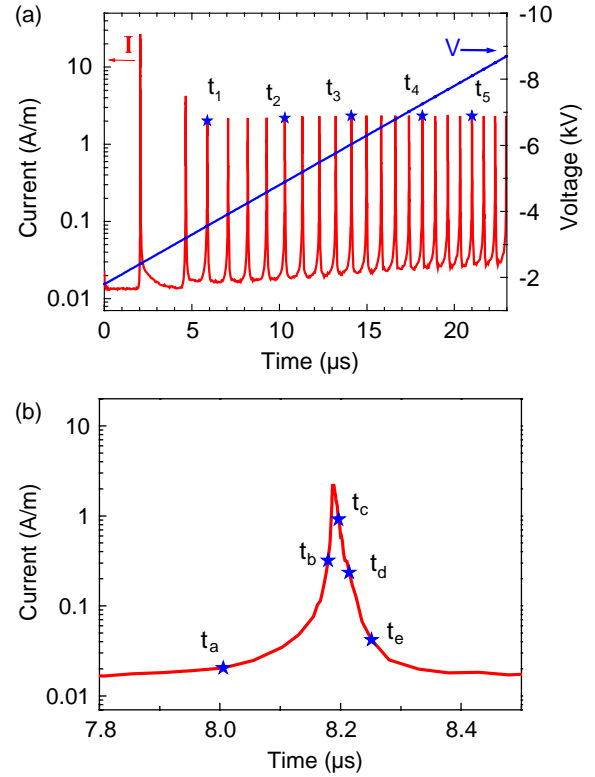 (a)
I
V
t1
t2
t3
t4
t5
10
1
0.1
0.01
Current (A/m)
-10
-8
-6
-4
-2
Voltage (kV)
0
5
10
15
20
Time (µs)
(b)
10
1
0.1
0.01
Current (A/m)
ta
tb
tc
td
te
7.8
8.0
8.2
8.4
Time (µs)